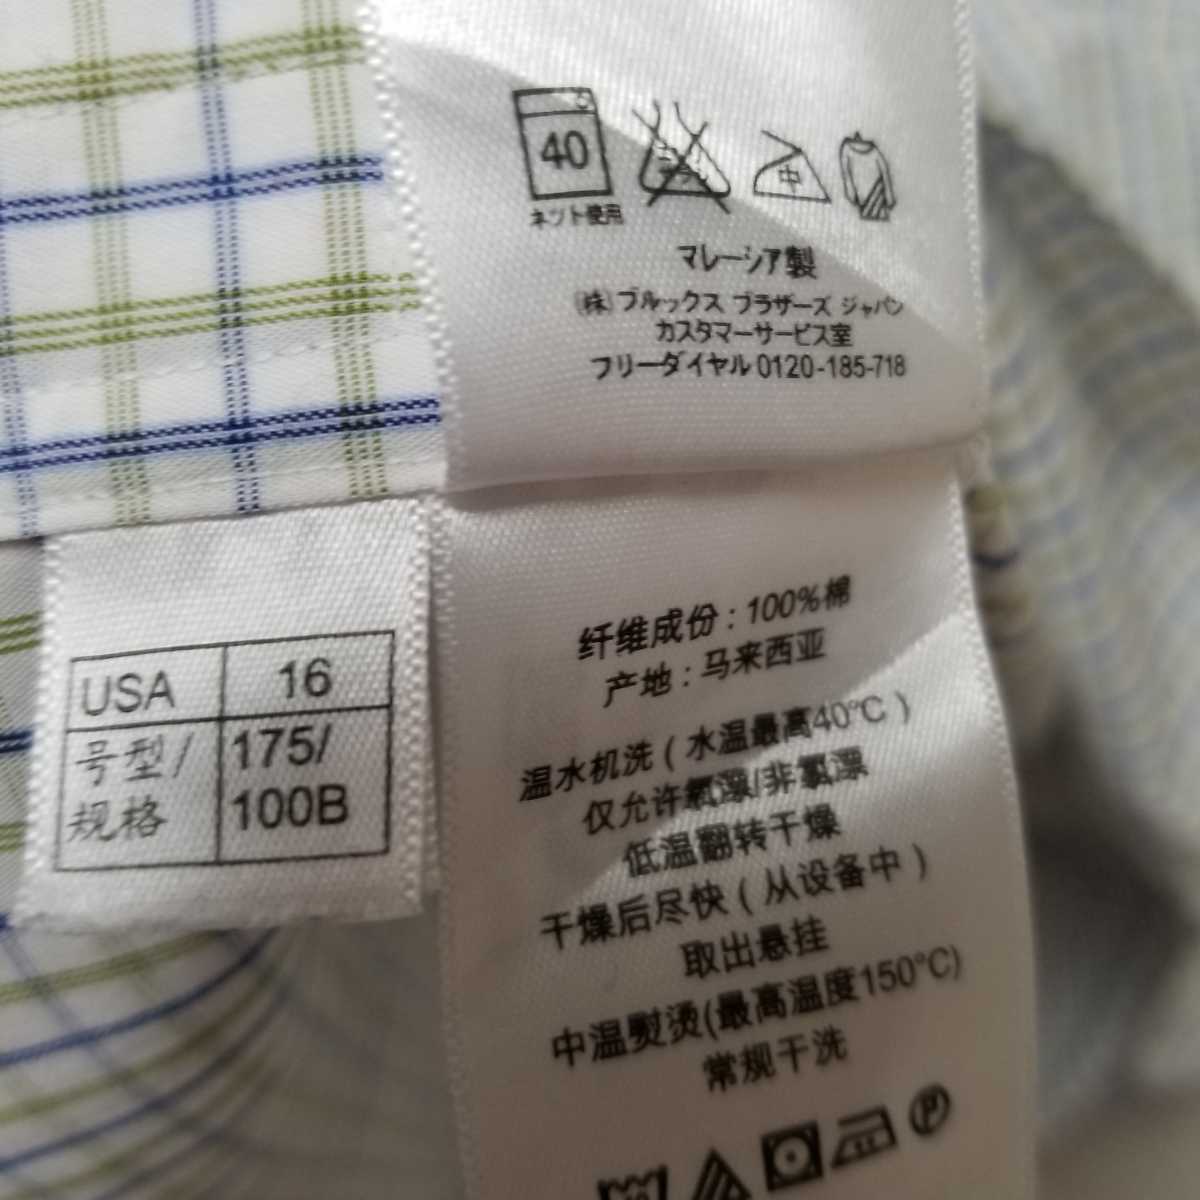 40
ネット使用
中
マレーシア製
㈱ ブルックス ブラザーズ ジャパン
カスタマーサービス室
フリーダイヤル 0120-185-718
USA 16
号型/ 175/
规格 100B
纤维成份 : 100%棉
产地 : 马来西亚
温水机洗 ( 水温最高40℃ )
仅允许氧漂/非氯漂
低温翻转干燥
干燥后尽快 ( 从设备中 )
取出悬挂
中温熨烫(最高温度150°C)
常规干洗
P